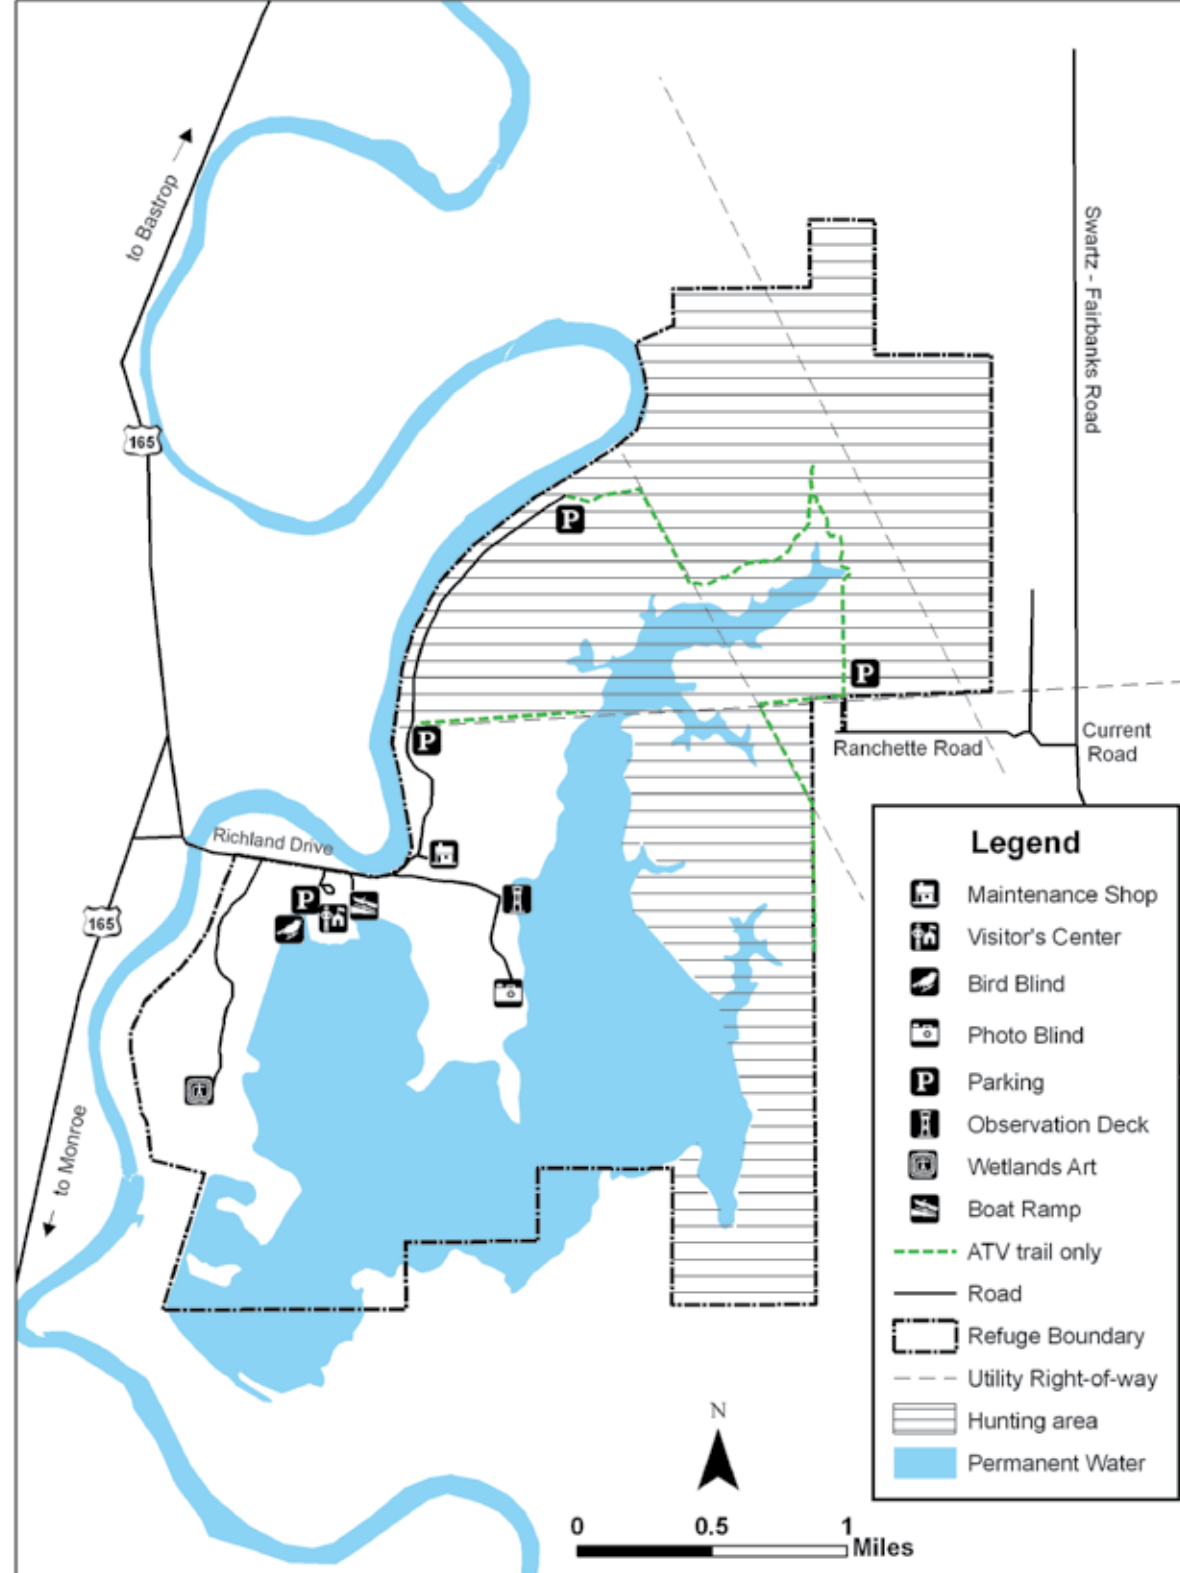 to Bastrop
165
Swartz - Fairbanks Road
P
P
P
Ranchette Road
Current
Road
Richland Drive
P
165
to Monroe
Legend
Maintenance Shop
Visitor's Center
Bird Blind
Photo Blind
P
Parking
Observation Deck
Wetlands Art
Boat Ramp
ATV trail only
Road
Refuge Boundary
Utility Right-of-way
Hunting area
Permanent Water
N
0 0.5 1
Miles